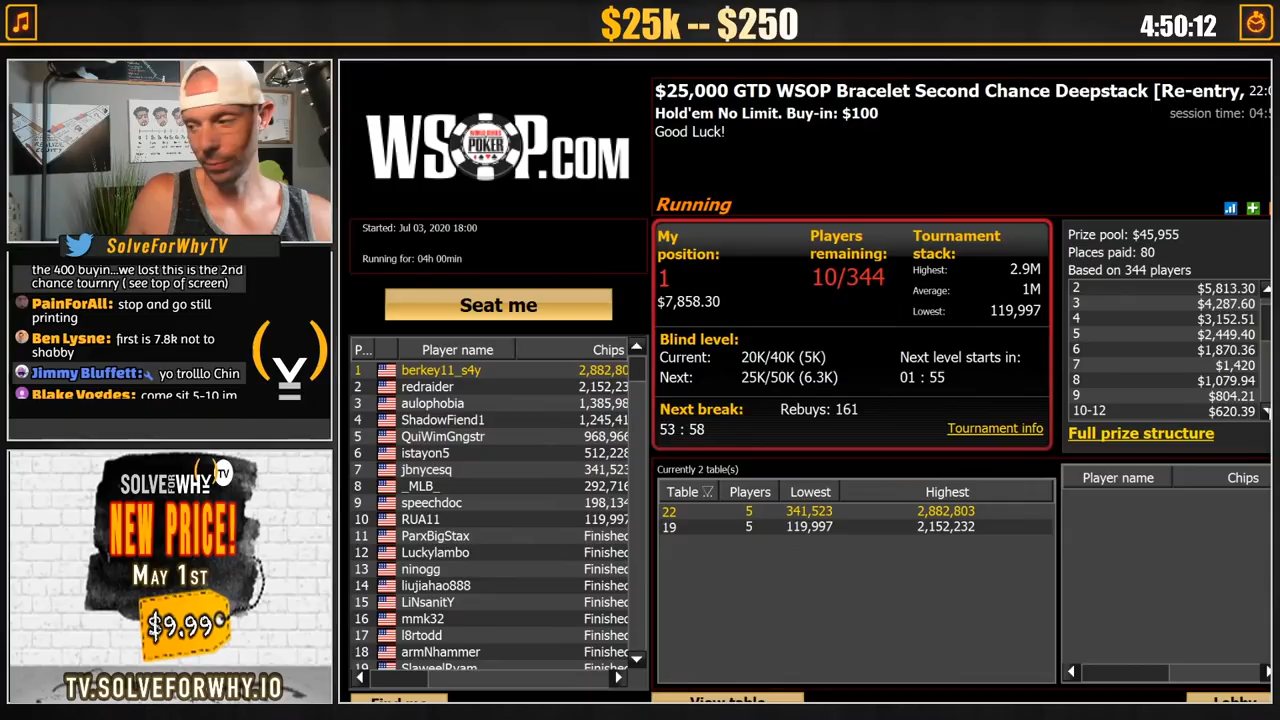 $25k -- $250
4:50:12
SolveForWhyTV
the 400 buyin...we lost this is the 2nd
chance tournry ( see top of screen)
PainForAll: stop and go still
printing
Ben Lysne: first is 7.8k not to
shabby
Jimmy Bluffett: yo trolllo Chin
Blake Vogdes: come sit 5-10 im
SOLVE FOR WHY TV
NEW PRICE!
MAY 1ST
$9.99
TV.SOLVEFORWHY.IO
WSOP.COM
WORLD SERIES
POKER
$25,000 GTD WSOP Bracelet Second Chance Deepstack [Re-entry,
Hold'em No Limit. Buy-in: $100
session time: 04:
Good Luck!
Running
Started: Jul 03, 2020 18:00
Running for: 04h 00min
Seat me
P... Player name Chips
1 berkey11_s4y 2,882,80
2 redraider 2,152,23
3 aulophobia 1,385,98
4 ShadowFiend1 1,245,41
5 QuiWimGngstr 968,966
6 istayon5 512,228
7 jbnycesq 341,523
8 _MLB_ 292,716
9 speechdoc 198,134
10 RUA11 119,997
11 ParxBigStax Finished
12 Luckylambo Finished
13 ninogg Finished
14 liujiahao888 Finished
15 LiNsanitY Finished
16 mmk32 Finished
17 l8rtodd Finished
18 armNhammer Finished
19 SlaweelRyam Finished
My position:
1
$7,858.30
Players remaining:
10/344
Tournament stack:
Highest: 2.9M
Average: 1M
Lowest: 119,997
Blind level:
Current: 20K/40K (5K)
Next: 25K/50K (6.3K)
Next level starts in:
01 : 55
Next break:
53 : 58
Rebuys: 161
Tournament info
Prize pool: $45,955
Places paid: 80
Based on 344 players
2 $5,813.30
3 $4,287.60
4 $3,152.51
5 $2,449.40
6 $1,870.36
7 $1,420
8 $1,079.94
9 $804.21
10-12 $620.39
Full prize structure
Currently 2 table(s)
Table Players Lowest Highest
22 5 341,523 2,882,803
19 5 119,997 2,152,232
Player name Chips
Find me
View table
Lobby